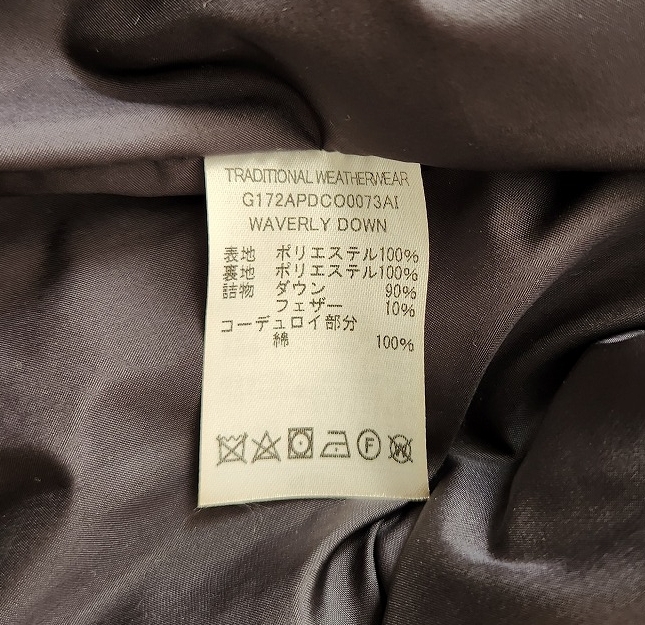 TRADITIONAL WEATHERWEAR
G172APDCO0073AI
WAVERLY DOWN
表地 ポリエステル100%
裏地 ポリエステル100%
詰物 ダウン 90%
フェザー 10%
コーデュロイ部分
綿 100%
F
W